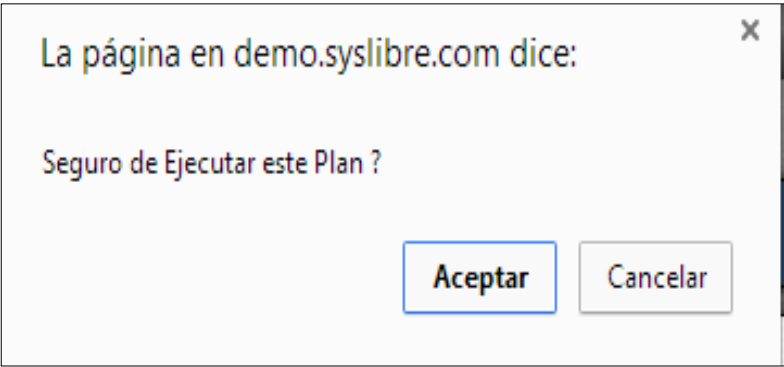 La página en demo.syslibre.com dice:
Seguro de Ejecutar este Plan ?
Aceptar Cancelar